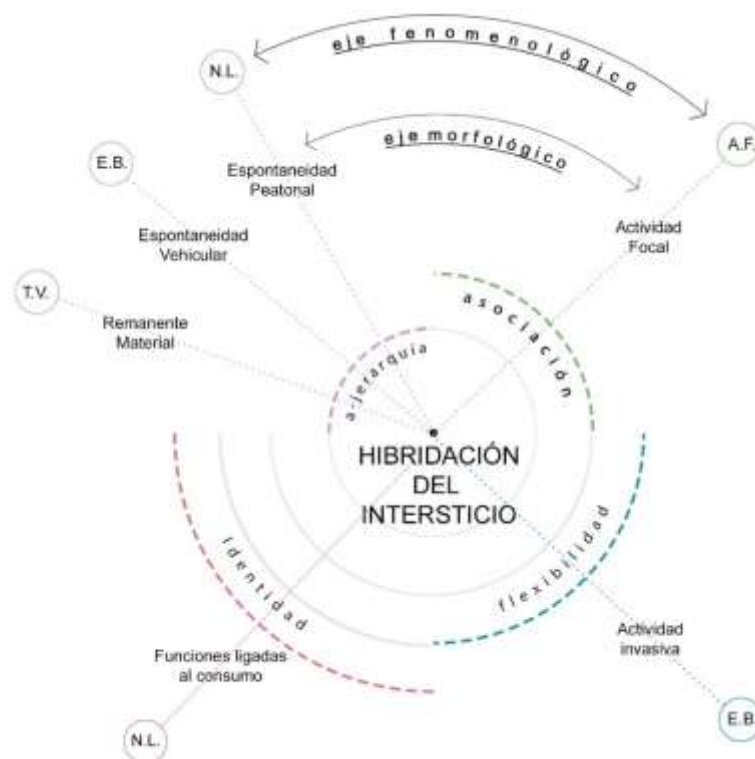 eje fenomenológico
N.L.
eje morfológico
A.F.
E.B.
Espontaneidad
Peatonal
Actividad
Focal
Espontaneidad
Vehicular
T.V.
Remanente
Material
asociación
a-jerarquía
HIBRIDACIÓN
DEL
INTERSTICIO
identidad
flexibilidad
Funciones ligadas
al consumo
Actividad
invasiva
N.L.
E.B.